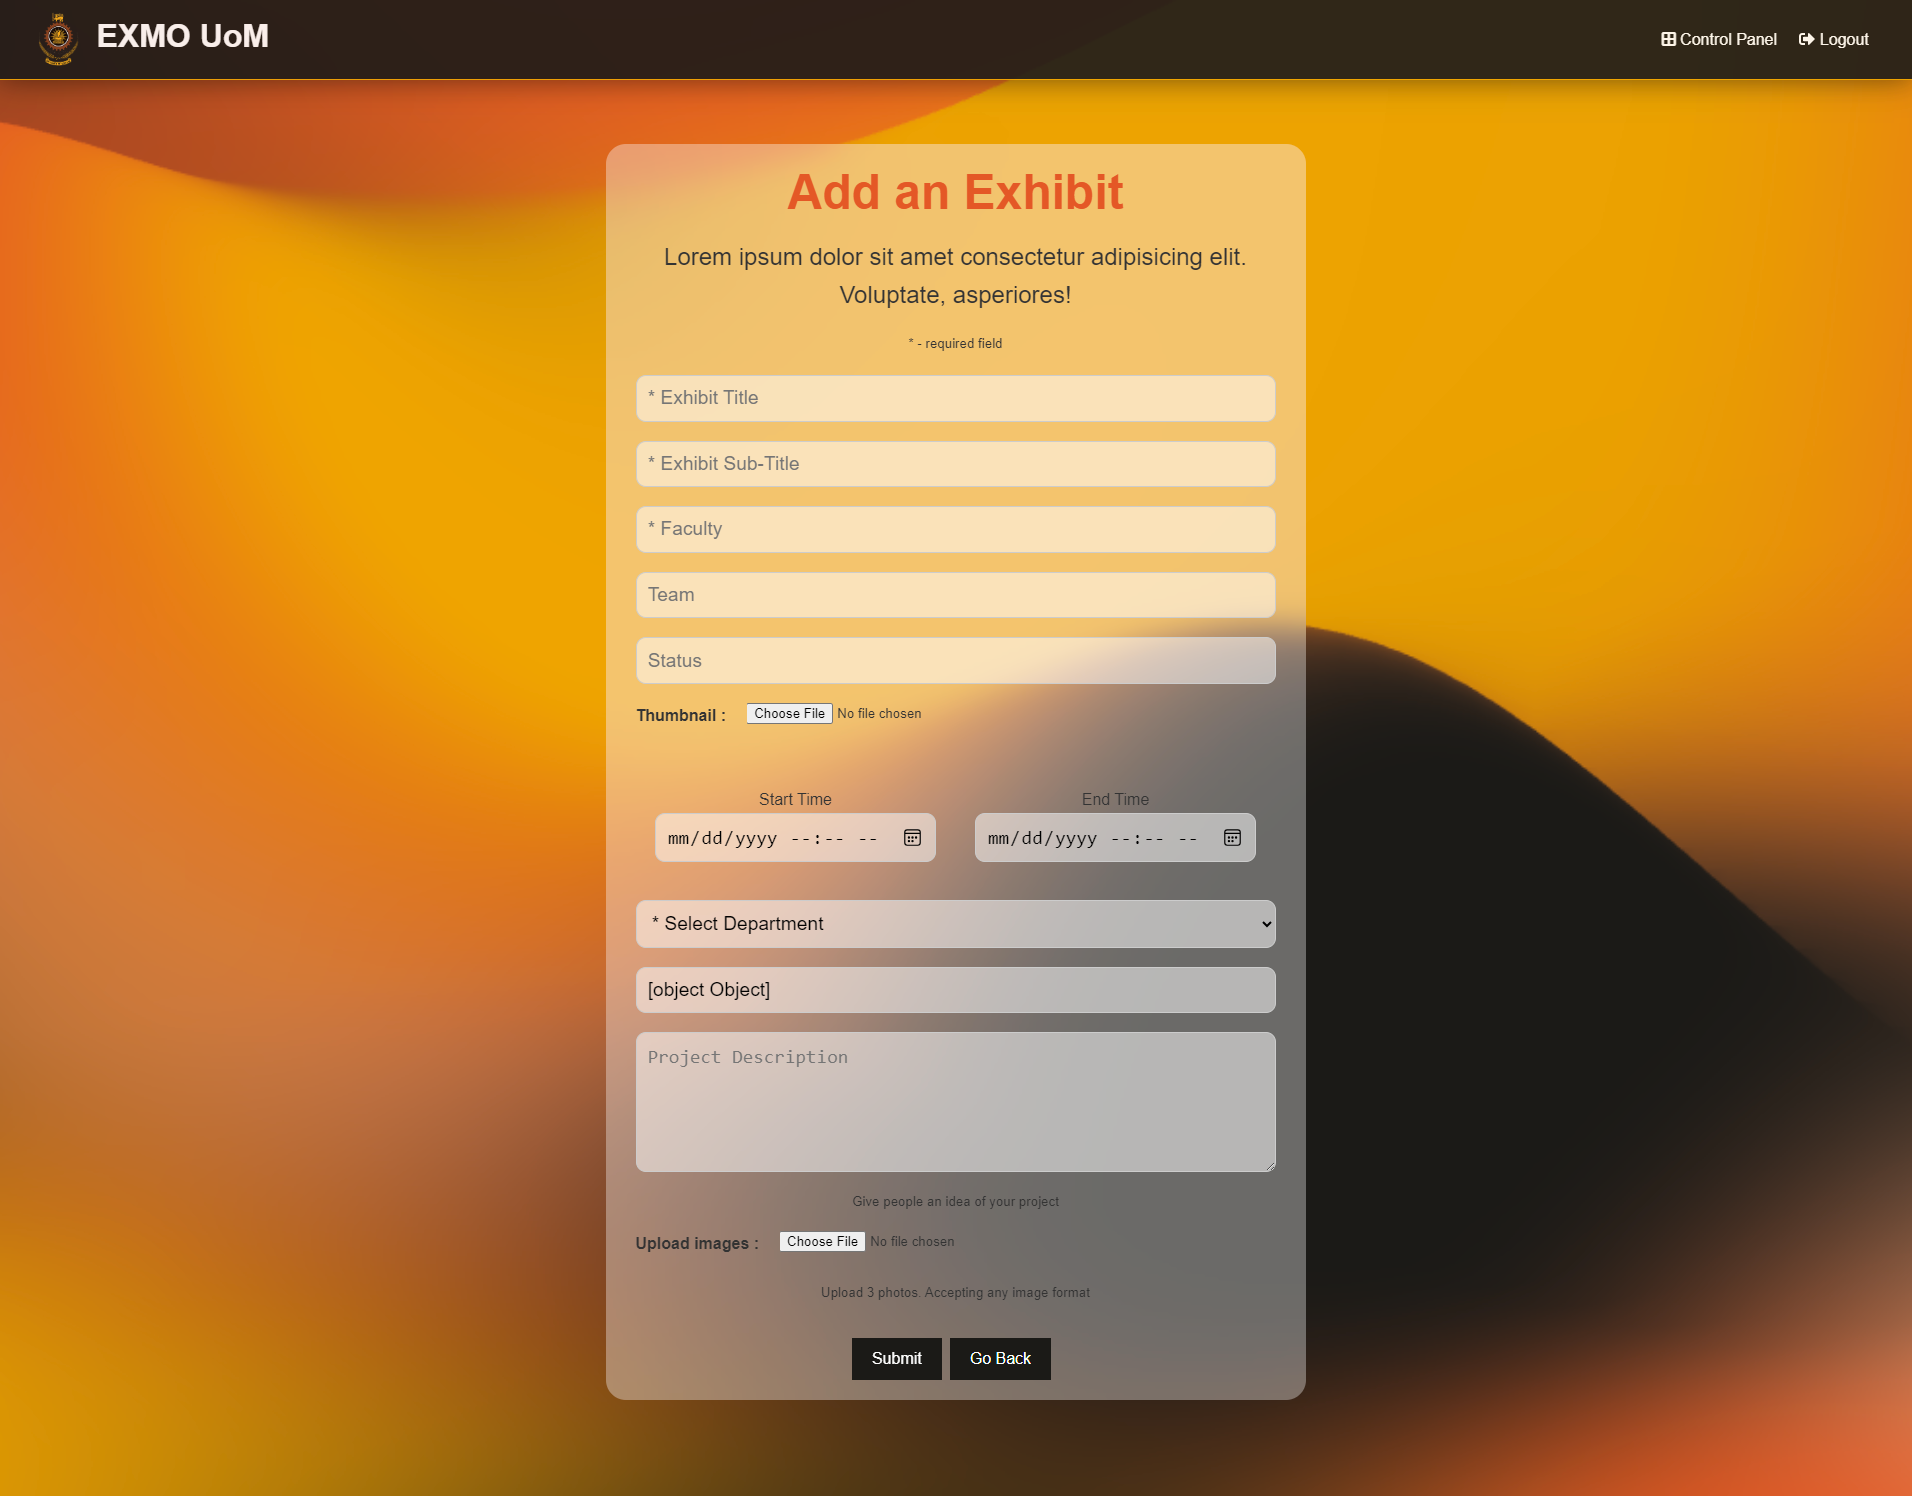 EXMO UoM
Control Panel
Logout
Add an Exhibit
Lorem ipsum dolor sit amet consectetur adipisicing elit.
Voluptate, asperiores!
* - required field
* Exhibit Title
* Exhibit Sub-Title
* Faculty
Team
Status
Thumbnail :
Choose File No file chosen
Start Time
End Time
mm/dd/yyyy --:-- --
mm/dd/yyyy --:-- --
* Select Department
[object Object]
Project Description
Give people an idea of your project
Upload images :
Choose File No file chosen
Upload 3 photos. Accepting any image format
Submit
Go Back